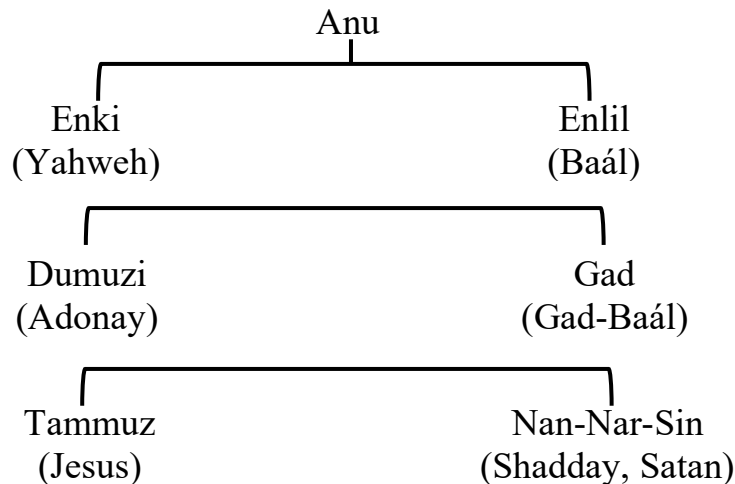 Anu
Enki Enlil
(Yahweh) (Baál)
Dumuzi Gad
(Adonay) (Gad-Baál)
Tammuz Nan-Nar-Sin
(Jesus) (Shadday, Satan)